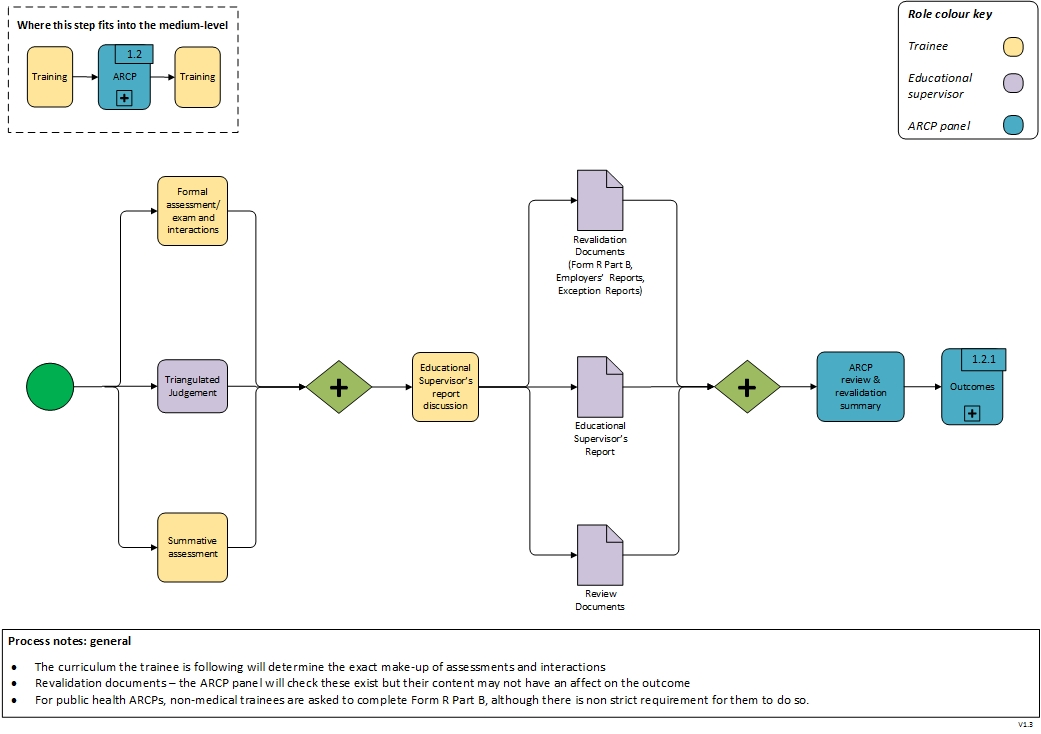 Where this step fits into the medium-level
Training
1.2
ARCP
Training
Role colour key
Trainee
Educational
supervisor
ARCP panel
Formal
assessment/
exam and
interactions
Triangulated
Judgement
Summative
assessment
Educational
Supervisor's
report
discussion
Revalidation
Documents
(Form R Part B,
Employers' Reports,
Exception Reports)
Educational
Supervisor's
Report
Review
Documents
ARCP
review &
revalidation
summary
1.2.1
Outcomes
Process notes: general
• The curriculum the trainee is following will determine the exact make-up of assessments and interactions
• Revalidation documents – the ARCP panel will check these exist but their content may not have an affect on the outcome
• For public health ARCPs, non-medical trainees are asked to complete Form R Part B, although there is non strict requirement for them to do so.
V1.3